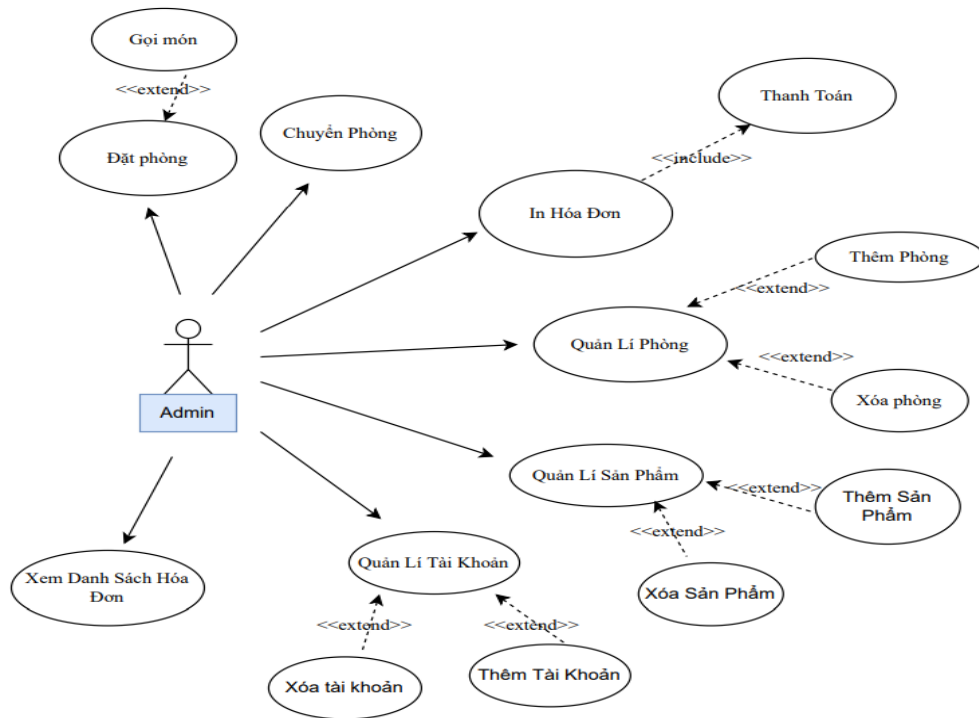 Gọi món
<<extend>>
Đặt phòng
Chuyển Phòng
Thanh Toán
<<include>>
In Hóa Đơn
Thêm Phòng
<<extend>>
Quản Lí Phòng
<<extend>>
Xóa phòng
Admin
Quản Lí Sản Phẩm
<<extend>>
Thêm Sản
Phẩm
<<extend>>
Xóa Sản Phẩm
Quản Lí Tài Khoản
<<extend>>
<<extend>>
Xóa tài khoản
Thêm Tài Khoản
Xem Danh Sách Hóa
Đơn